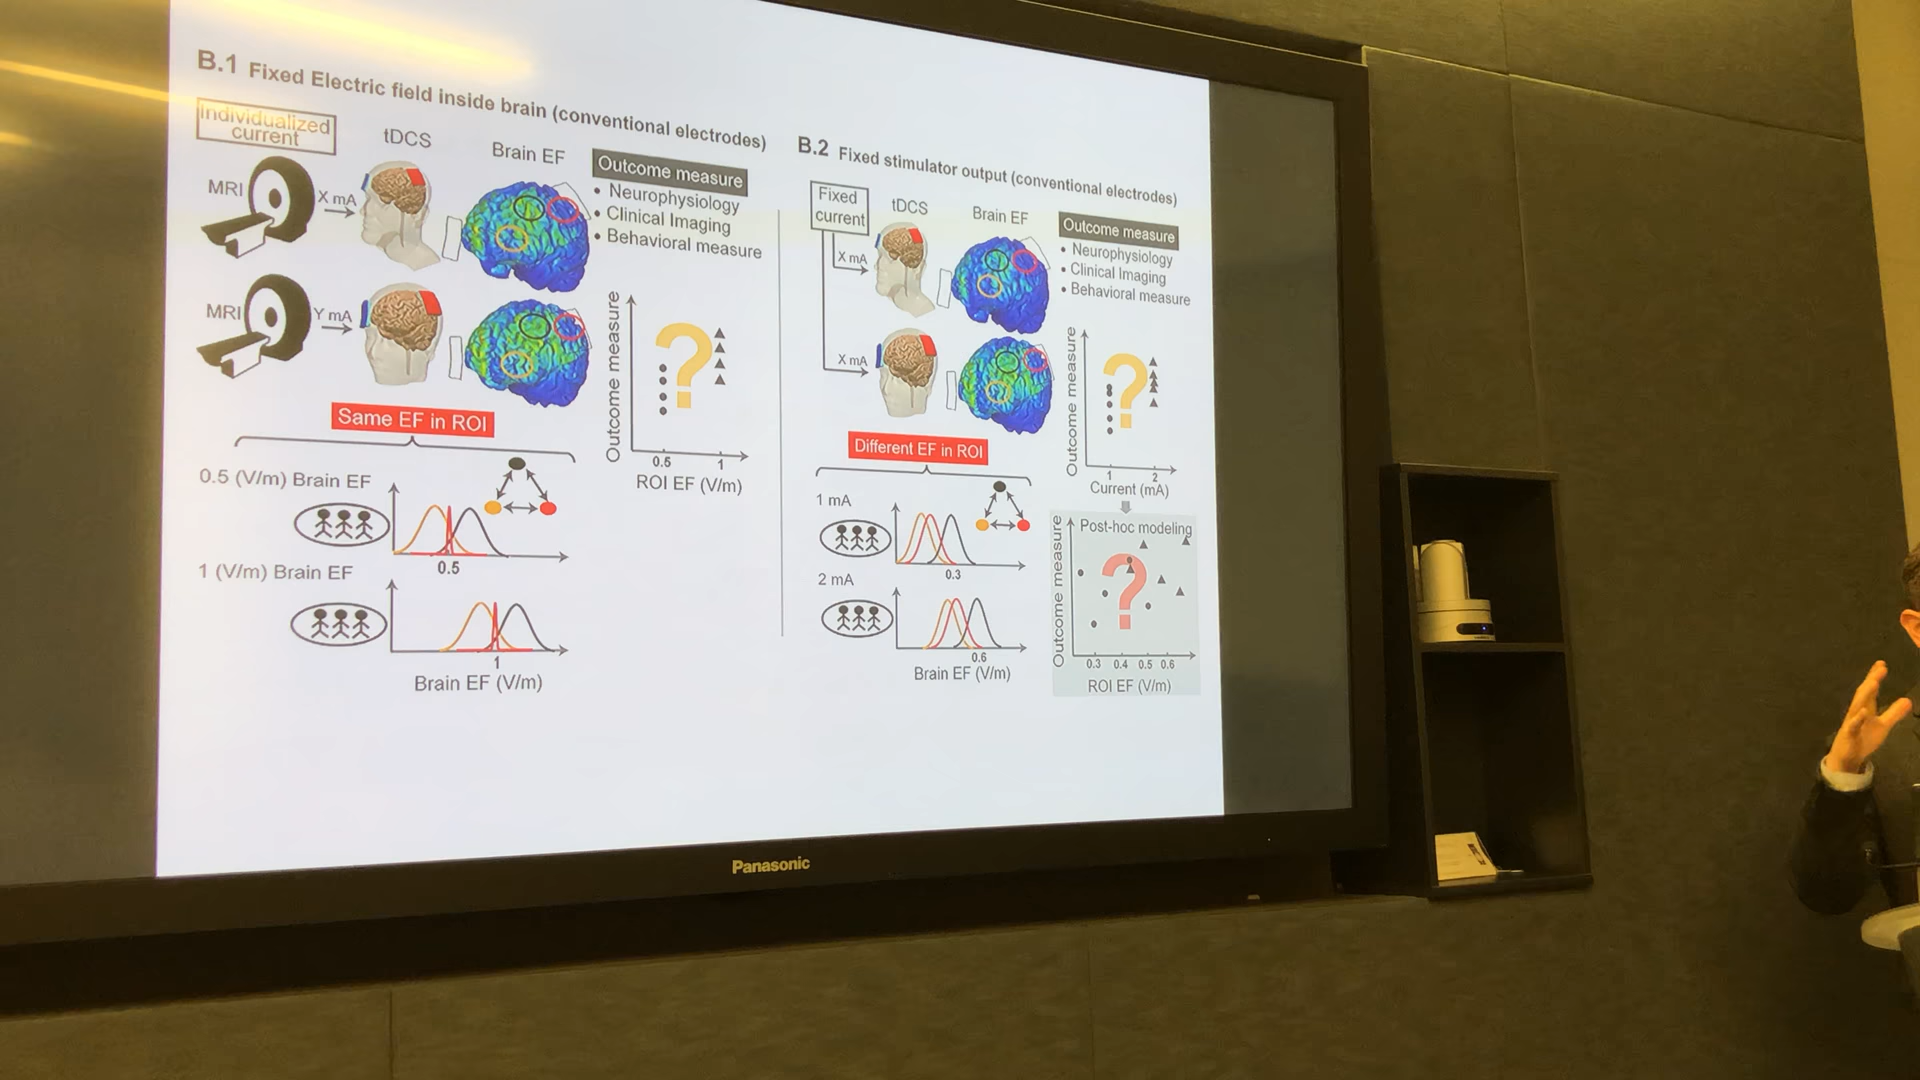 B.1 Fixed Electric field inside brain (conventional electrodes)
Individualized
current
tDCS
Brain EF
Outcome measure
• Neurophysiology
• Clinical Imaging
• Behavioral measure
MRI
X mA
MRI
Y mA
Outcome measure
?
0.5 1
ROI EF (V/m)
Same EF in ROI
0.5 (V/m) Brain EF
0.5
1 (V/m) Brain EF
1
Brain EF (V/m)
B.2 Fixed stimulator output (conventional electrodes)
Fixed
current
tDCS
Brain EF
Outcome measure
• Neurophysiology
• Clinical Imaging
• Behavioral measure
X mA
X mA
Outcome measure
?
1 2
Current (mA)
Different EF in ROI
1 mA
0.3
2 mA
0.6
Brain EF (V/m)
Post-hoc modeling
Outcome measure
?
0.3 0.4 0.5 0.6
ROI EF (V/m)
Panasonic